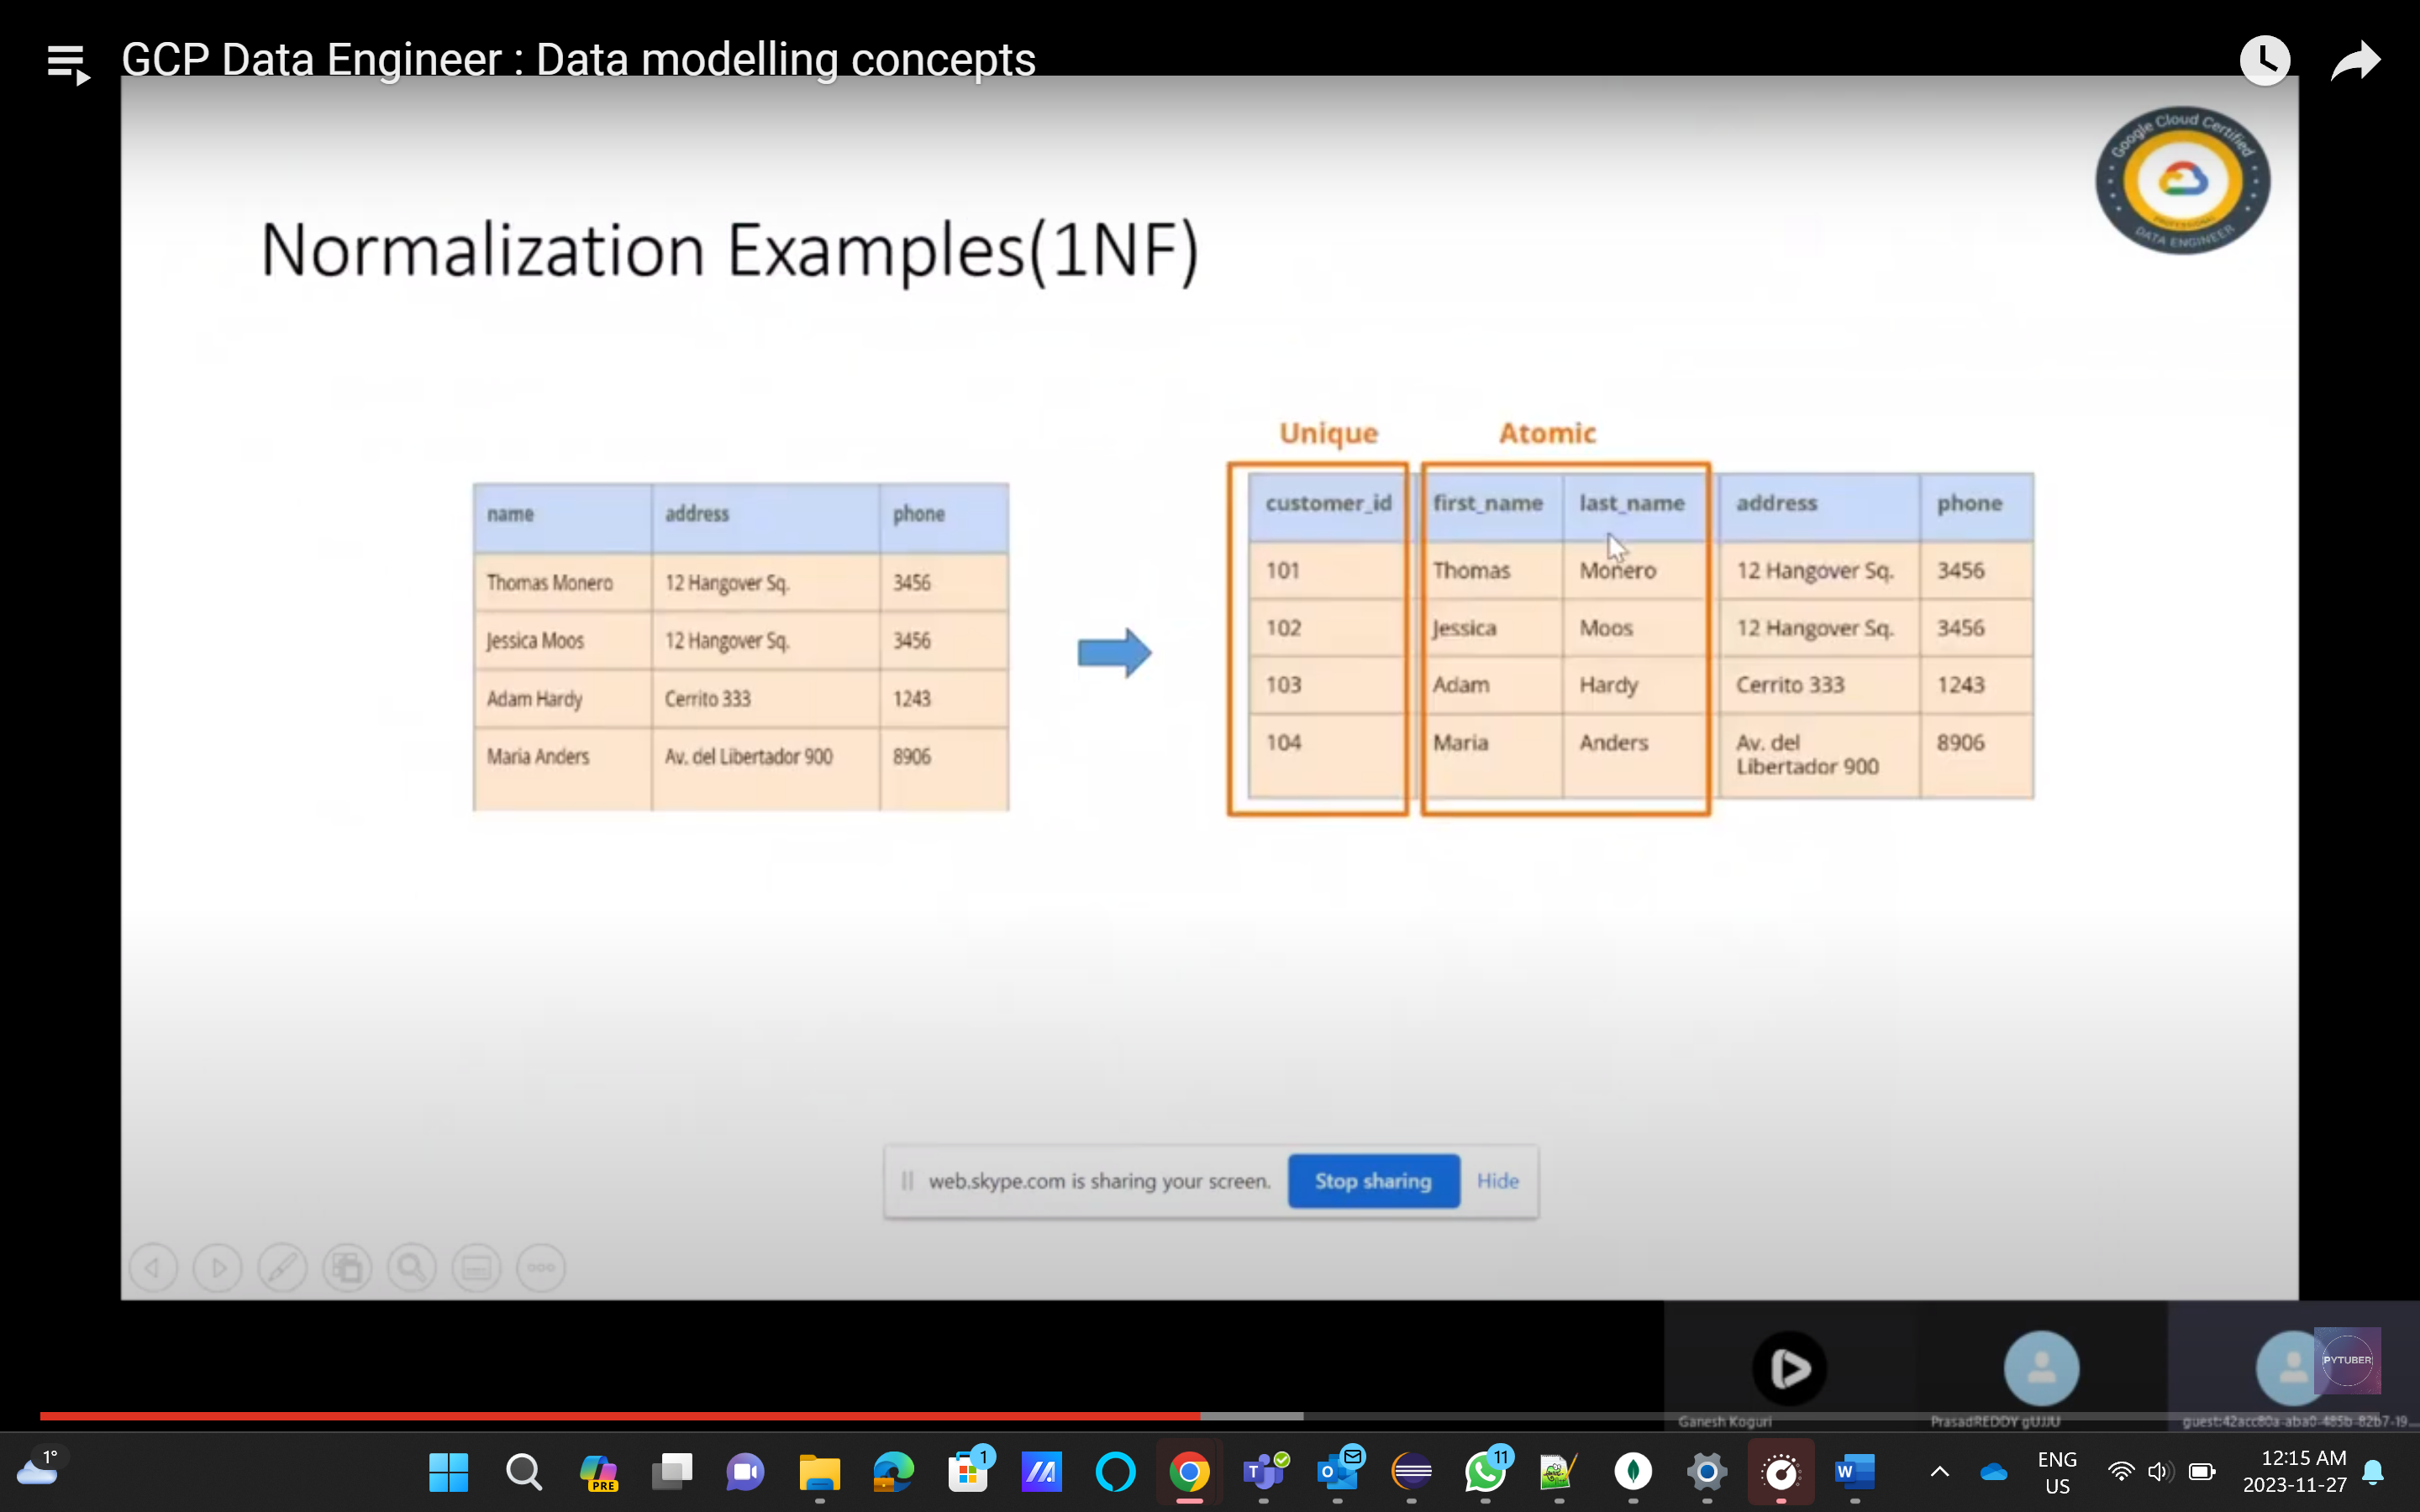 GCP Data Engineer : Data modelling concepts
Google Cloud Certified
PROFESSIONAL
DATA ENGINEER
Normalization Examples(1NF)
Unique Atomic
name address phone
Thomas Monero 12 Hangover Sq. 3456
Jessica Moos 12 Hangover Sq. 3456
Adam Hardy Cerrito 333 1243
Maria Anders Av. del Libertador 900 8906
customer_id first_name last_name address phone
101 Thomas Monero 12 Hangover Sq. 3456
102 Jessica Moos 12 Hangover Sq. 3456
103 Adam Hardy Cerrito 333 1243
104 Maria Anders Av. del 8906
Libertador 900
web.skype.com is sharing your screen. Stop sharing Hide
PYTUBER
Ganesh Koguri PrasadREDDY gUJJU guest:42acc80a-aba0-485b-82b7-19...
1°
PRE
1
T
O
11
W
ENG
US
12:15 AM
2023-11-27